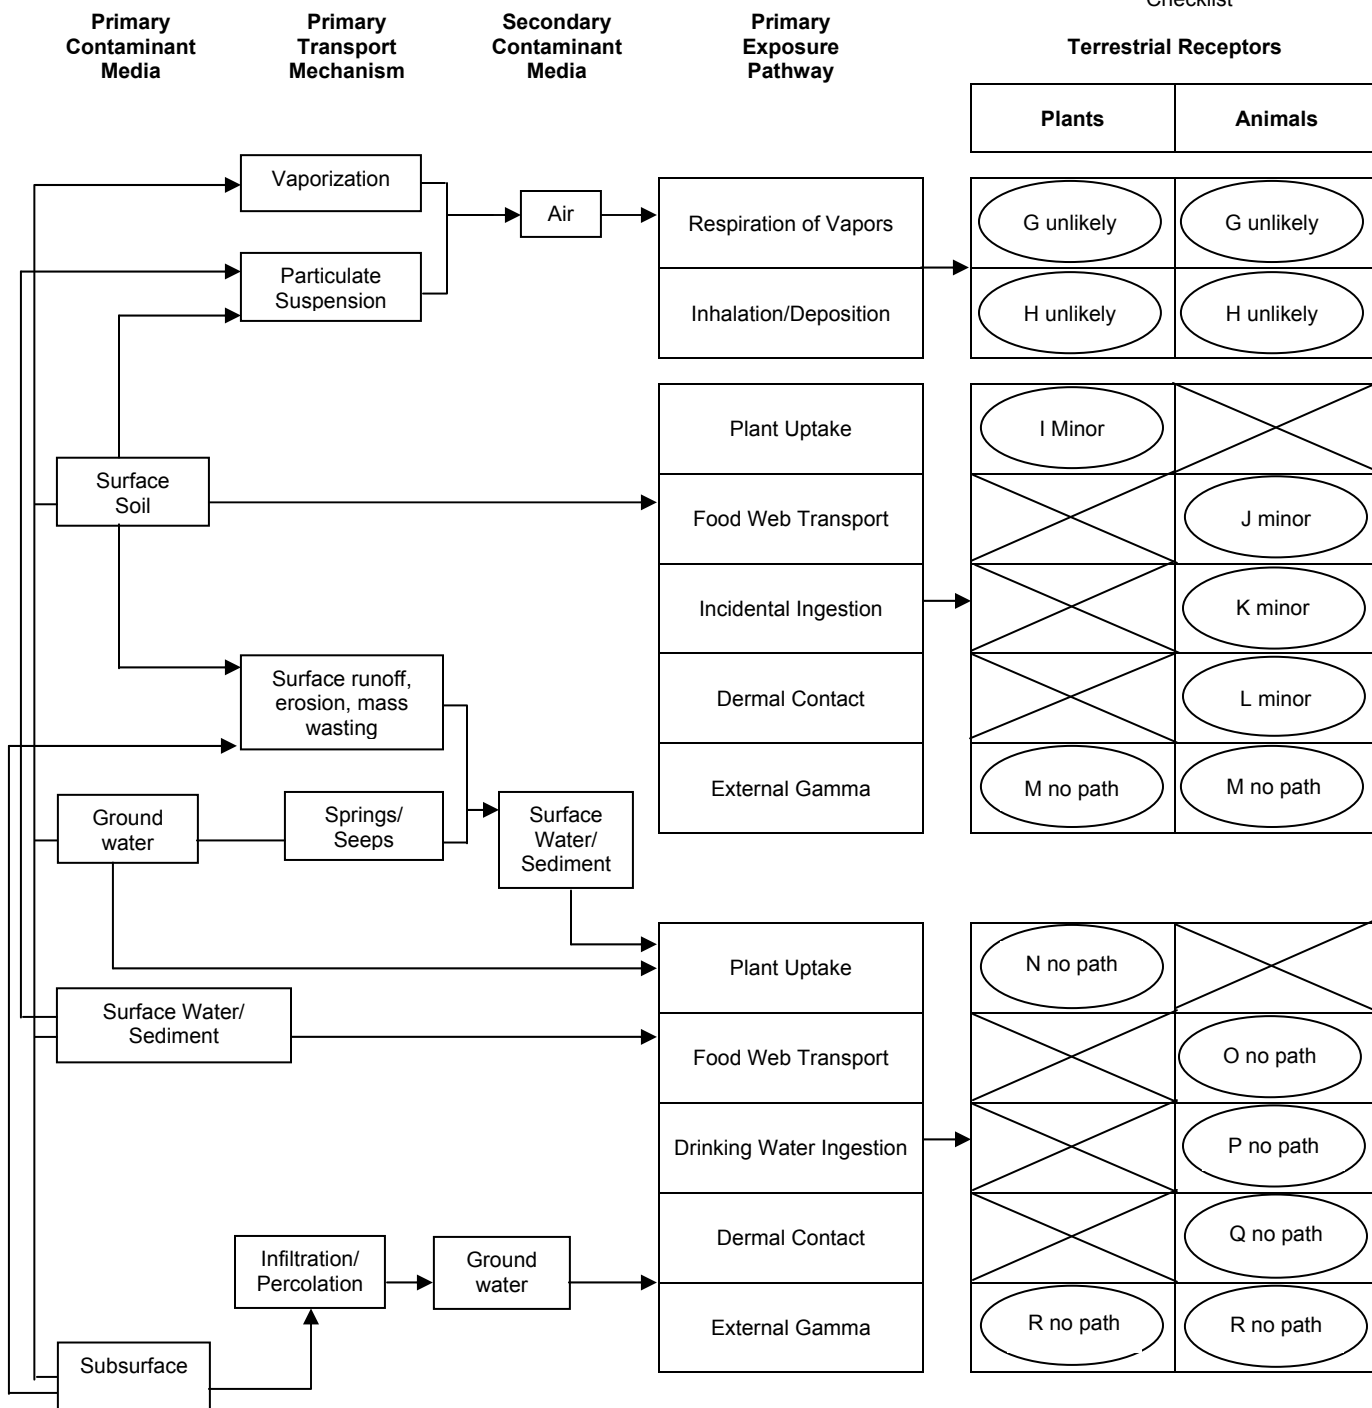 Checklist
Primary
Contaminant
Media
Primary
Transport
Mechanism
Secondary
Contaminant
Media
Primary
Exposure
Pathway
Terrestrial Receptors
Plants
Animals
Vaporization
Air
Respiration of Vapors
G unlikely
G unlikely
Particulate
Suspension
Inhalation/Deposition
H unlikely
H unlikely
Plant Uptake
I Minor
Surface
Soil
Food Web Transport
J minor
Incidental Ingestion
K minor
Surface runoff,
erosion, mass
wasting
Dermal Contact
L minor
External Gamma
M no path
M no path
Ground
water
Springs/
Seeps
Surface
Water/
Sediment
Plant Uptake
N no path
Surface Water/
Sediment
Food Web Transport
O no path
Drinking Water Ingestion
P no path
Dermal Contact
Q no path
Infiltration/
Percolation
Ground
water
External Gamma
R no path
R no path
Subsurface